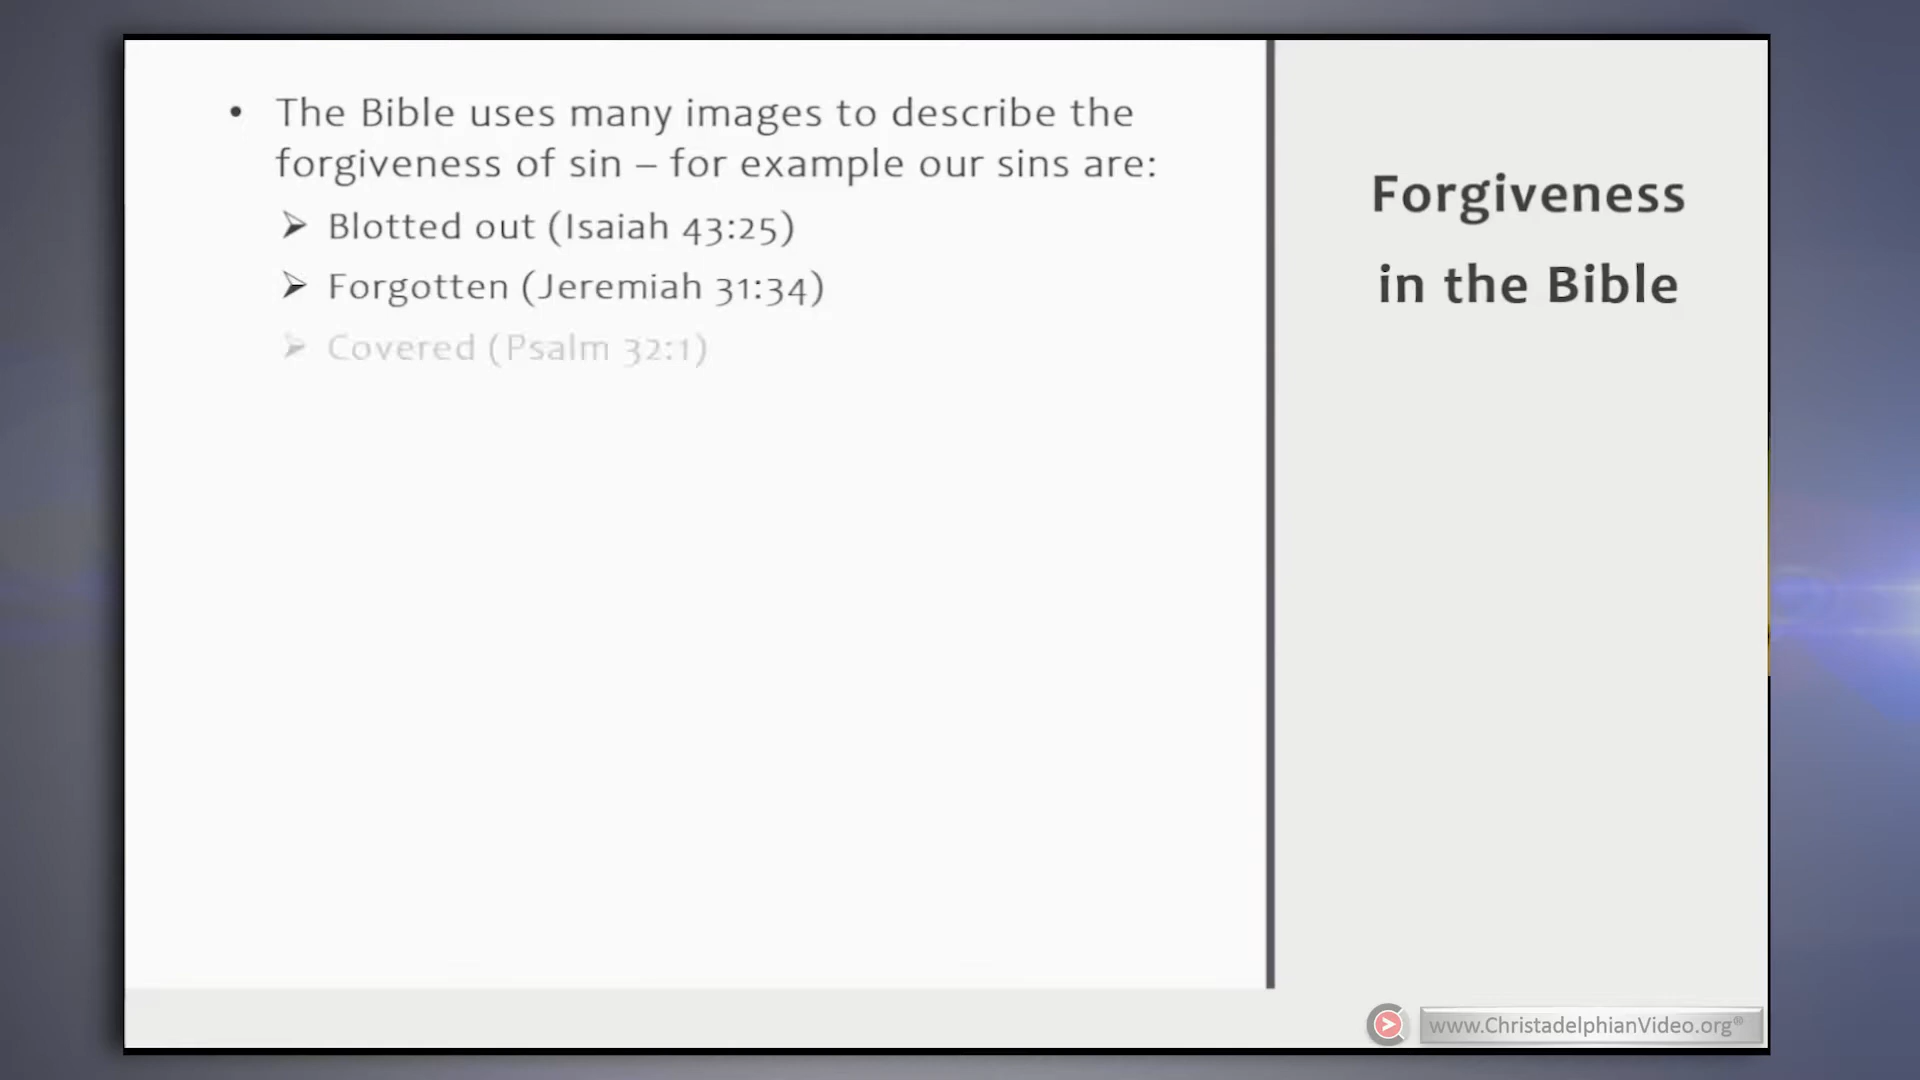 • The Bible uses many images to describe the
forgiveness of sin – for example our sins are:
➢ Blotted out (Isaiah 43:25)
➢ Forgotten (Jeremiah 31:34)
➢ Covered (Psalm 32:1)
Forgiveness
in the Bible
www.ChristadelphianVideo.org®